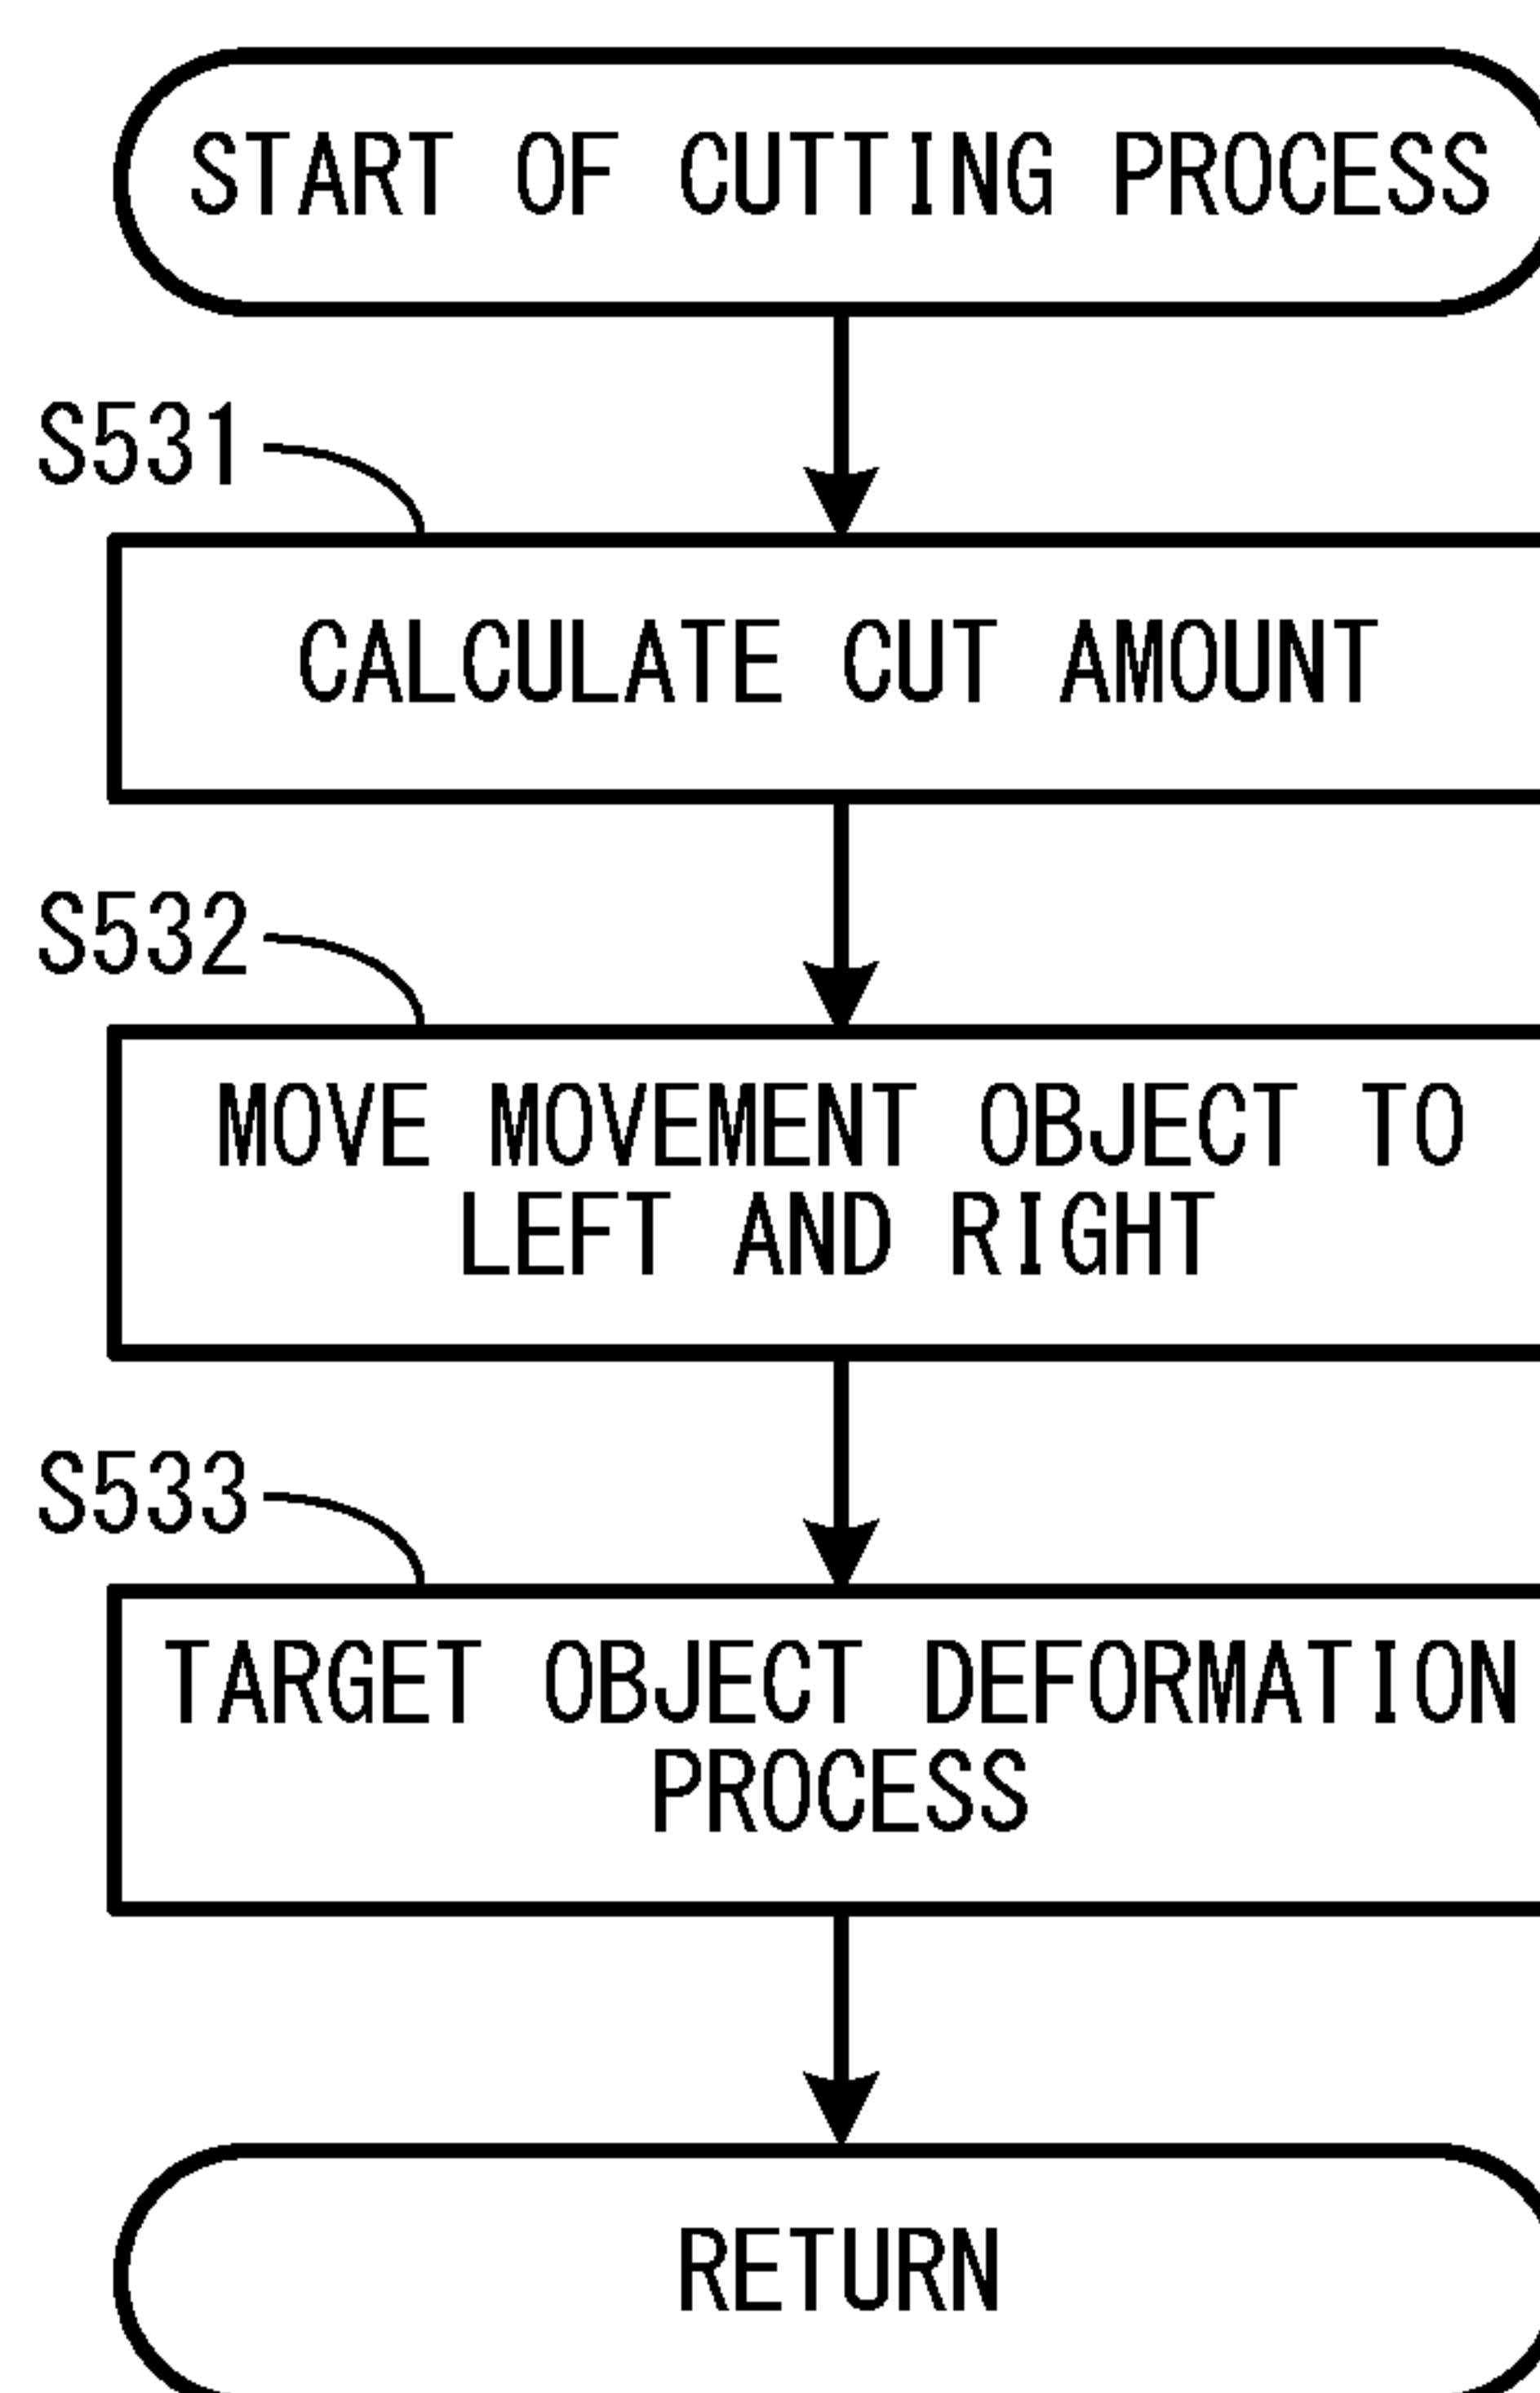 START OF CUTTING PROCESS
S531
CALCULATE CUT AMOUNT
S532
MOVE MOVEMENT OBJECT TO
LEFT AND RIGHT
S533
TARGET OBJECT DEFORMATION
PROCESS
RETURN